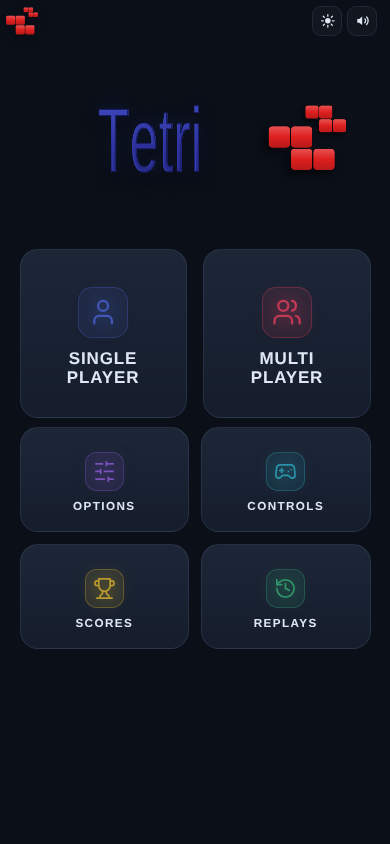 Tetri
SINGLE
PLAYER
MULTI
PLAYER
OPTIONS
CONTROLS
SCORES
REPLAYS